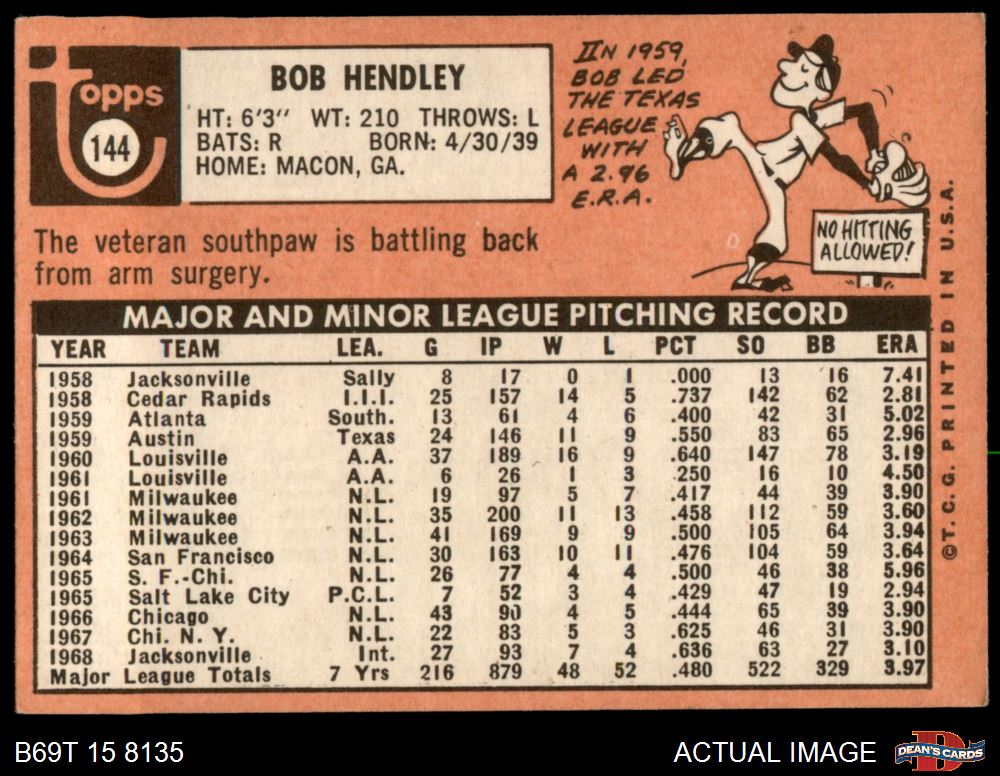 topps
144
BOB HENDLEY
HT: 6'3" WT: 210 THROWS: L
BATS: R BORN: 4/30/39
HOME: MACON, GA.
IN 1959,
BOB LED
THE TEXAS
LEAGUE
WITH
A 2.96
E.R.A.
NO HITTING
ALLOWED!
The veteran southpaw is battling back
from arm surgery.
MAJOR AND MINOR LEAGUE PITCHING RECORD
YEAR TEAM LEA. G IP W L PCT SO BB ERA
1958 Jacksonville Sally 8 17 0 1 .000 13 16 7.41
1958 Cedar Rapids I.I.I. 25 157 14 5 .737 142 62 2.81
1959 Atlanta South. 13 61 4 6 .400 42 31 5.02
1959 Austin Texas 24 146 11 9 .550 83 65 2.96
1960 Louisville A.A. 37 189 16 9 .640 147 78 3.19
1961 Louisville A.A. 6 26 1 3 .250 16 10 4.50
1961 Milwaukee N.L. 19 97 5 7 .417 44 39 3.90
1962 Milwaukee N.L. 35 200 11 13 .458 112 59 3.60
1963 Milwaukee N.L. 41 169 9 9 .500 105 64 3.94
1964 San Francisco N.L. 30 163 10 11 .476 104 59 3.64
1965 S. F.-Chi. N.L. 26 77 4 4 .500 46 38 5.96
1965 Salt Lake City P.C.L. 7 52 3 4 .429 47 19 2.94
1966 Chicago N.L. 43 90 4 5 .444 65 39 3.90
1967 Chi. N. Y. N.L. 22 83 5 3 .625 46 31 3.90
1968 Jacksonville Int. 27 93 7 4 .636 63 27 3.10
Major League Totals 7 Yrs 216 879 48 52 .480 522 329 3.97
©T. C. G. PRINTED IN U.S.A.
B69T 15 8135
ACTUAL IMAGE
DEAN'S CARDS